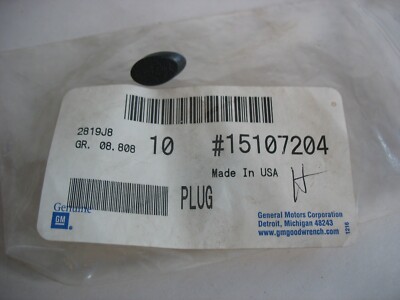 2819J8
GR. 08.808 10 #15107204
Made In USA H
PLUG
Genuine
GM
General Motors Corporation
Detroit, Michigan 48243
www.gmgoodwrench.com